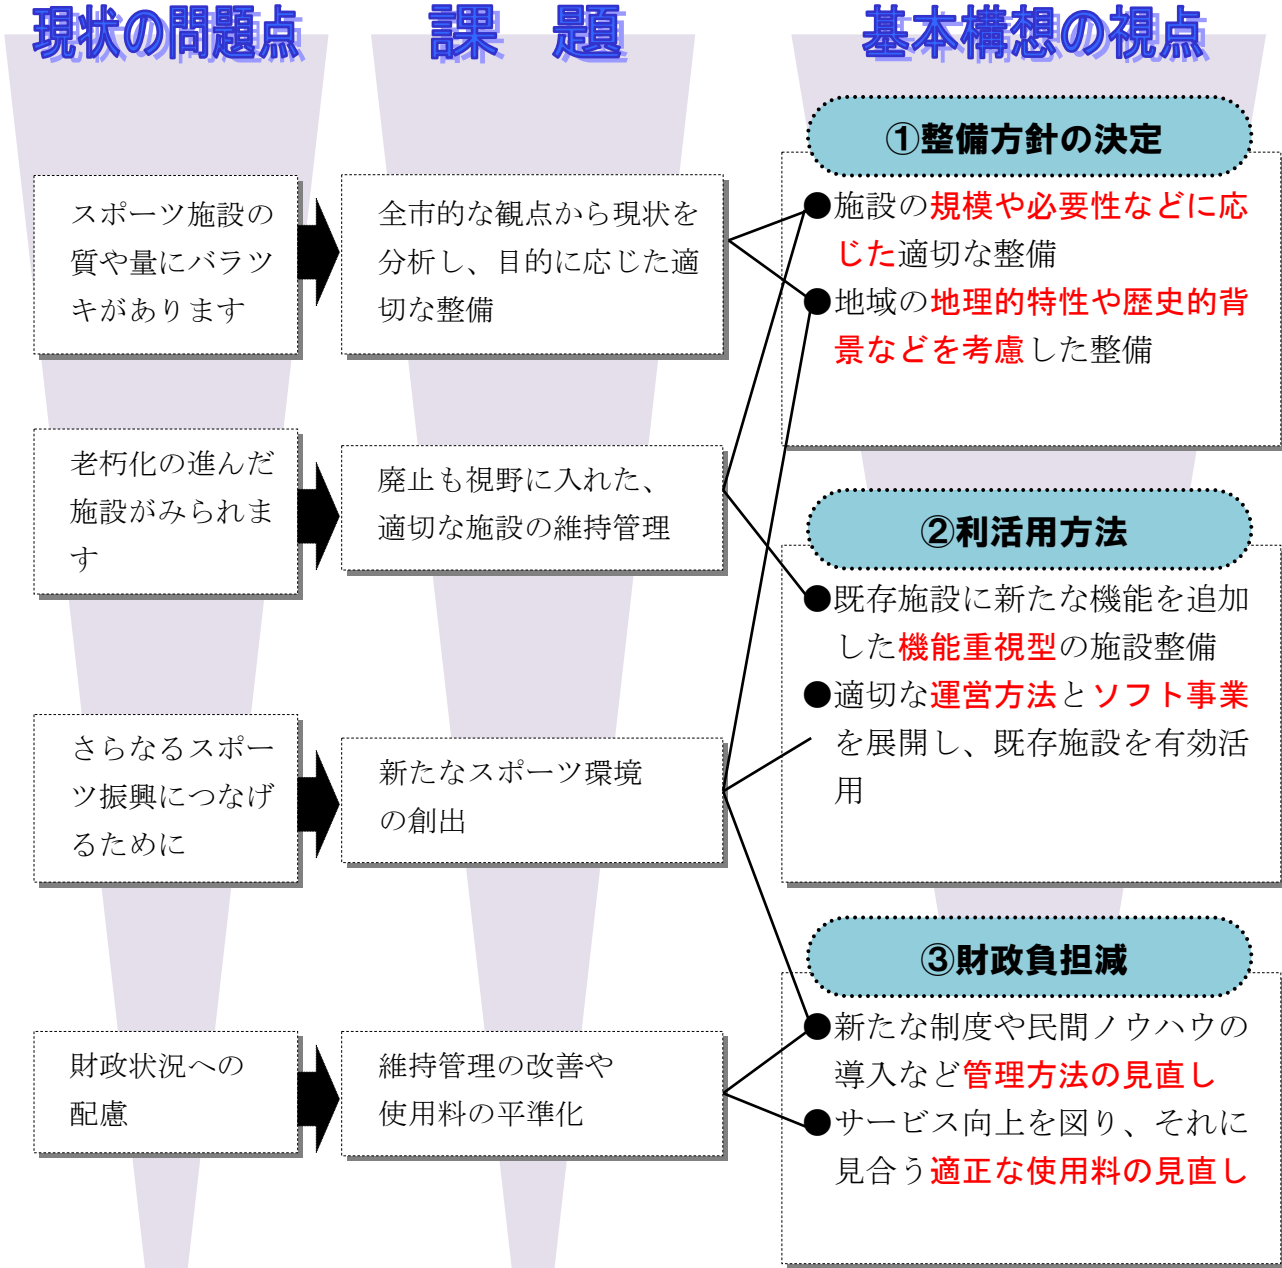 現状の問題点
課　題
基本構想の視点
スポーツ施設の
質や量にバラツ
キがあります
全市的な観点から現状を
分析し、目的に応じた適
切な整備
①整備方針の決定
●施設の規模や必要性などに応
じた適切な整備
●地域の地理的特性や歴史的背
景などを考慮した整備
老朽化の進んだ
施設がみられま
す
廃止も視野に入れた、
適切な施設の維持管理
②利活用方法
●既存施設に新たな機能を追加
した機能重視型の施設整備
●適切な運営方法とソフト事業
を展開し、既存施設を有効活
用
さらなるスポー
ツ振興につなげ
るために
新たなスポーツ環境
の創出
財政状況への
配慮
維持管理の改善や
使用料の平準化
③財政負担減
●新たな制度や民間ノウハウの
導入など管理方法の見直し
●サービス向上を図り、それに
見合う適正な使用料の見直し